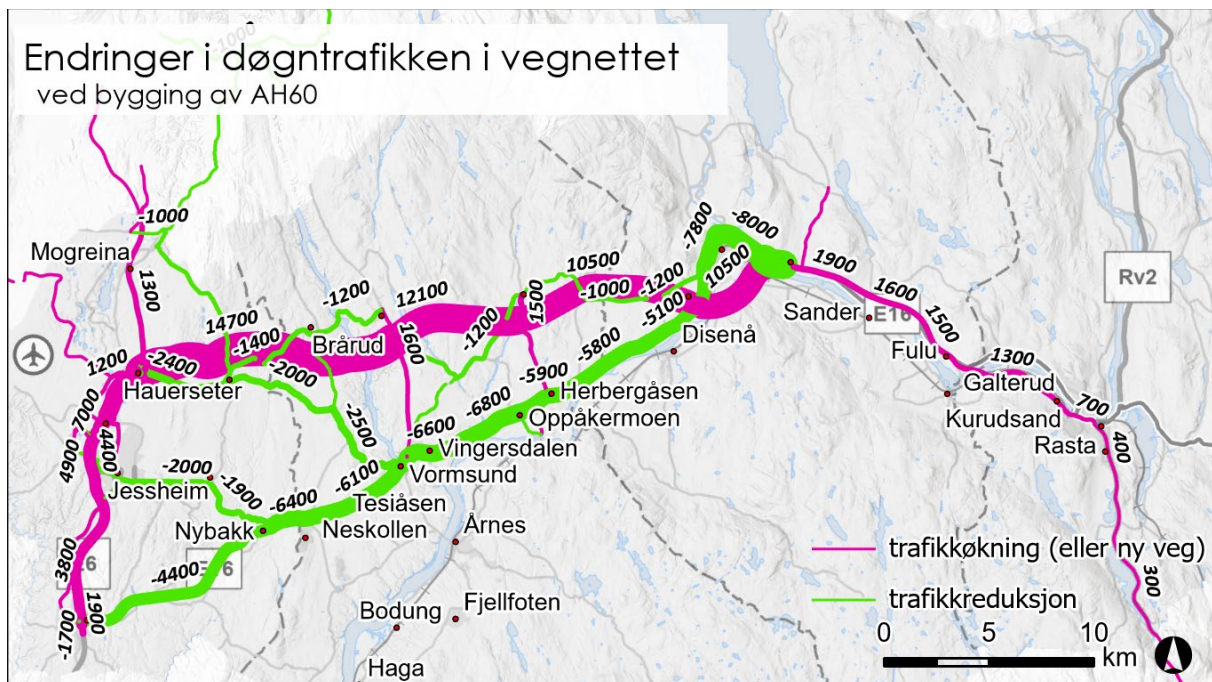 Endringer i døgntrafikken i vegnettet
ved bygging av AH60
-1000
-1000
Mogreina
1300
14700
-1200
12100
10500
-7800
-8000
10500
-1200
-1000
1500
-1200
1600
-1400
Brårud
-2000
1200
-2400
Hauerseter
7000
4900
4400
-2500
-5100
Disenå
-5800
-5900
Herbergåsen
-6800
Oppåkermoen
-6600
Vingersdalen
Vormsund
-6100
Tesiåsen
-6400
Neskollen
-2000
-1900
Jessheim
Nybakk
-4400
3800
1900
-1700
Årnes
Bodung
Fjellfoten
Haga
1900
1600
1500
Sander
E16
Fulu
1300
Galterud
Kurudsand
700
Rasta
400
300
Rv2
trafikkøkning (eller ny veg)
trafikkreduksjon
0 5 10
km